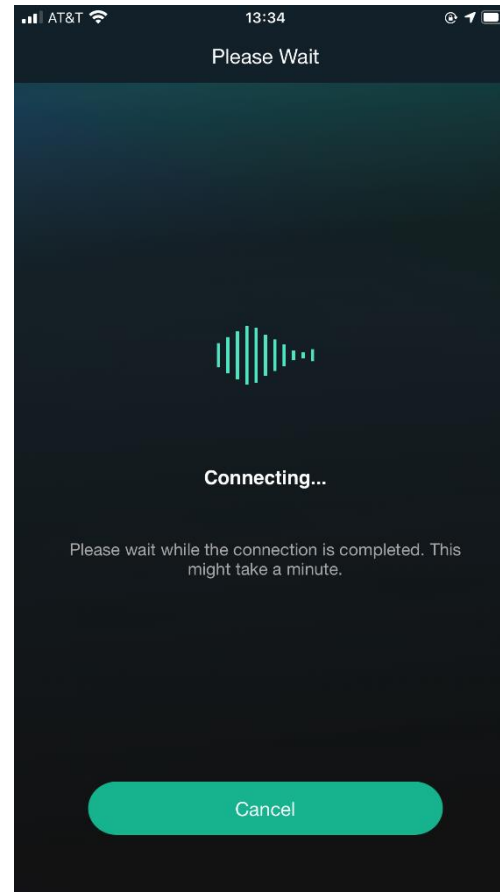 AT&T 13:34
Please Wait
Connecting...
Please wait while the connection is completed. This
might take a minute.
Cancel